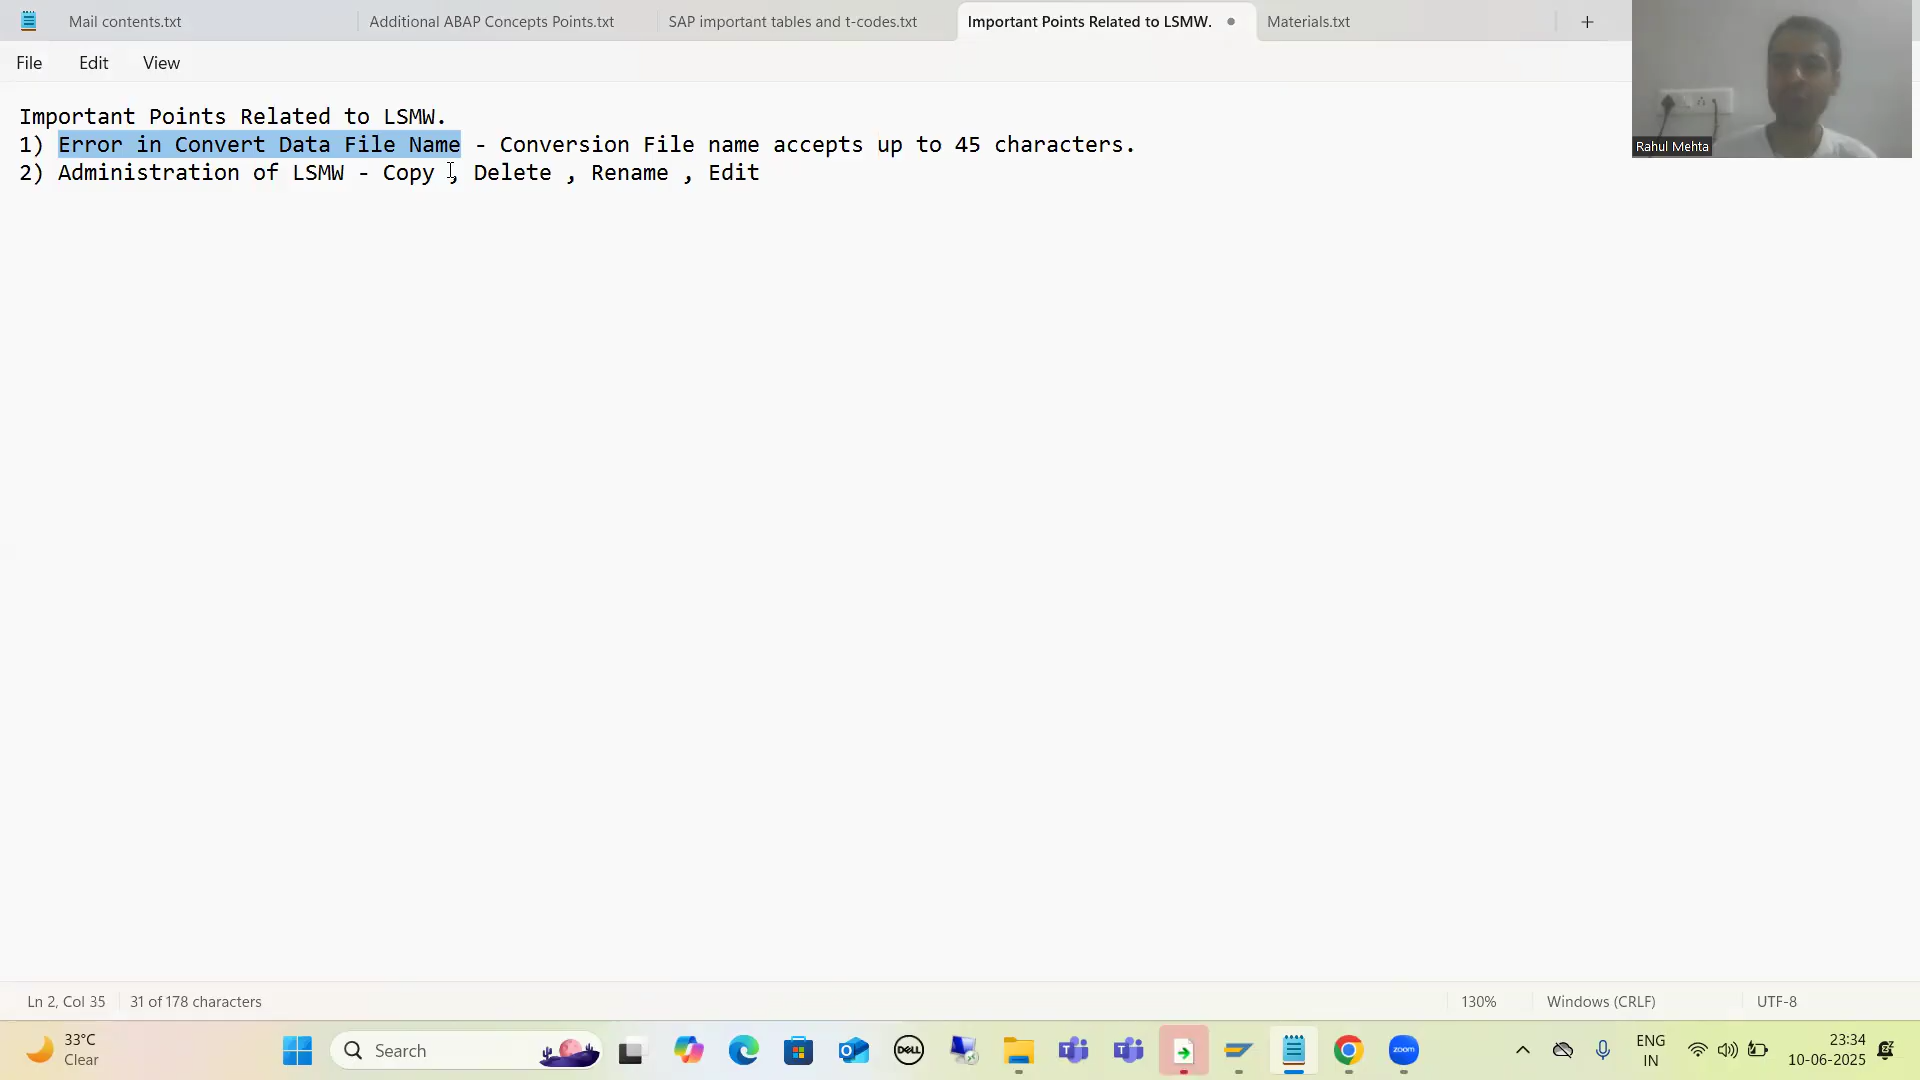 Mail contents.txt
Additional ABAP Concepts Points.txt
SAP important tables and t-codes.txt
Important Points Related to LSMW.
Materials.txt
File
Edit
View
Important Points Related to LSMW.
1) Error in Convert Data File Name - Conversion File name accepts up to 45 characters.
2) Administration of LSMW - Copy , Delete , Rename , Edit
Rahul Mehta
Ln 2, Col 35
31 of 178 characters
130%
Windows (CRLF)
UTF-8
33°C
Clear
Search
DELL
zoom
ENG
IN
23:34
10-06-2025